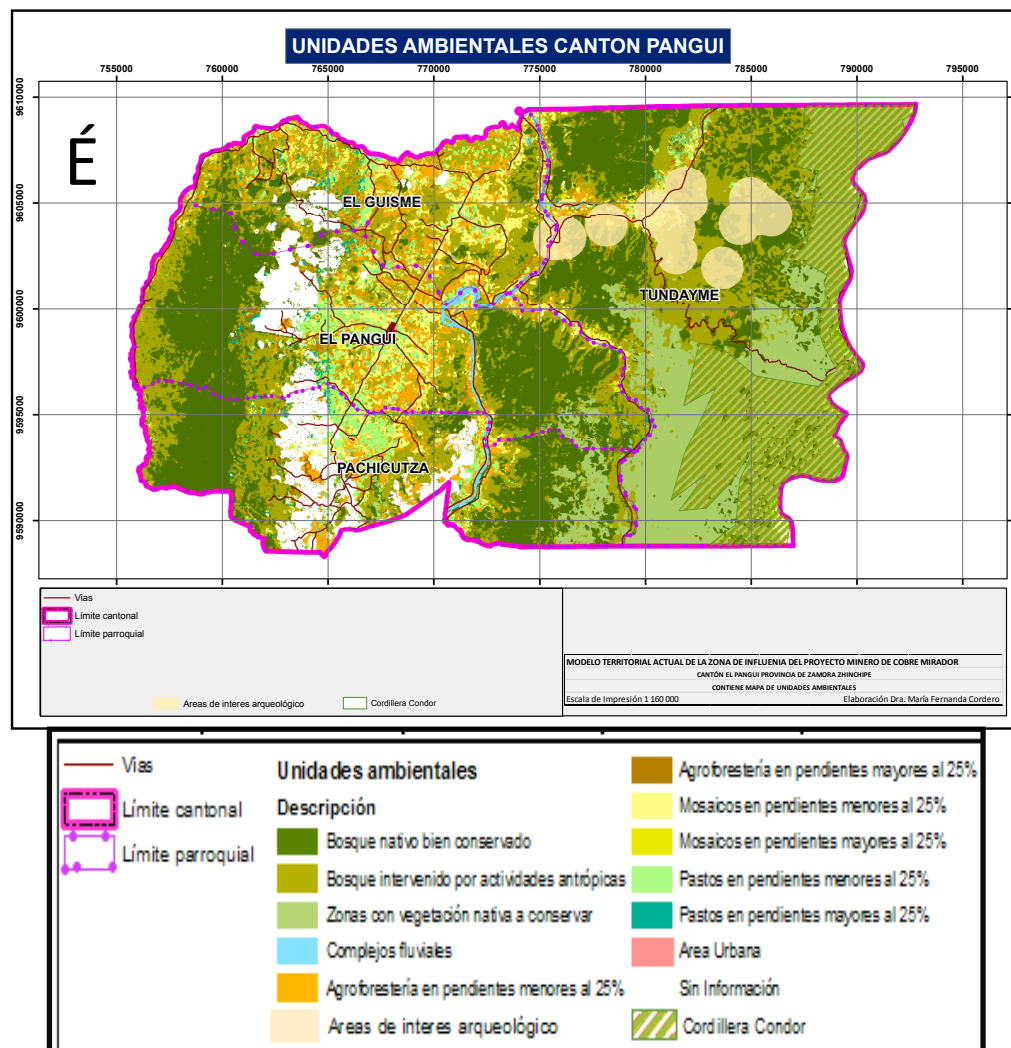 UNIDADES AMBIENTALES CANTON PANGUI
755000 760000 765000 770000 775000 780000 785000 790000 795000
9610000
9605000
9600000
9595000
9590000
É
EL GUISME
TUNDAYME
EL PANGUI
PACHICUTZA
Vias
Límite cantonal
Límite parroquial
Areas de interes arqueológico
Cordillera Condor
MODELO TERRITORIAL ACTUAL DE LA ZONA DE INFLUENIA DEL PROYECTO MINERO DE COBRE MIRADOR
CANTÓN EL PANGUI PROVINCIA DE ZAMORA ZHINCHIPE
CONTIENE MAPA DE UNIDADES AMBIENTALES
Escala de Impresión 1 160 000 Elaboración Dra. María Fernanda Cordero
Vias
Límite cantonal
Límite parroquial
Unidades ambientales
Descripción
Bosque nativo bien conservado
Bosque intervenido por actividades antrópicas
Zonas con vegetación nativa a conservar
Complejos fluviales
Agroforestería en pendientes menores al 25%
Areas de interes arqueológico
Agroforestería en pendientes mayores al 25%
Mosaicos en pendientes menores al 25%
Mosaicos en pendientes mayores al 25%
Pastos en pendientes menores al 25%
Pastos en pendientes mayores al 25%
Area Urbana
Sin Información
Cordillera Condor